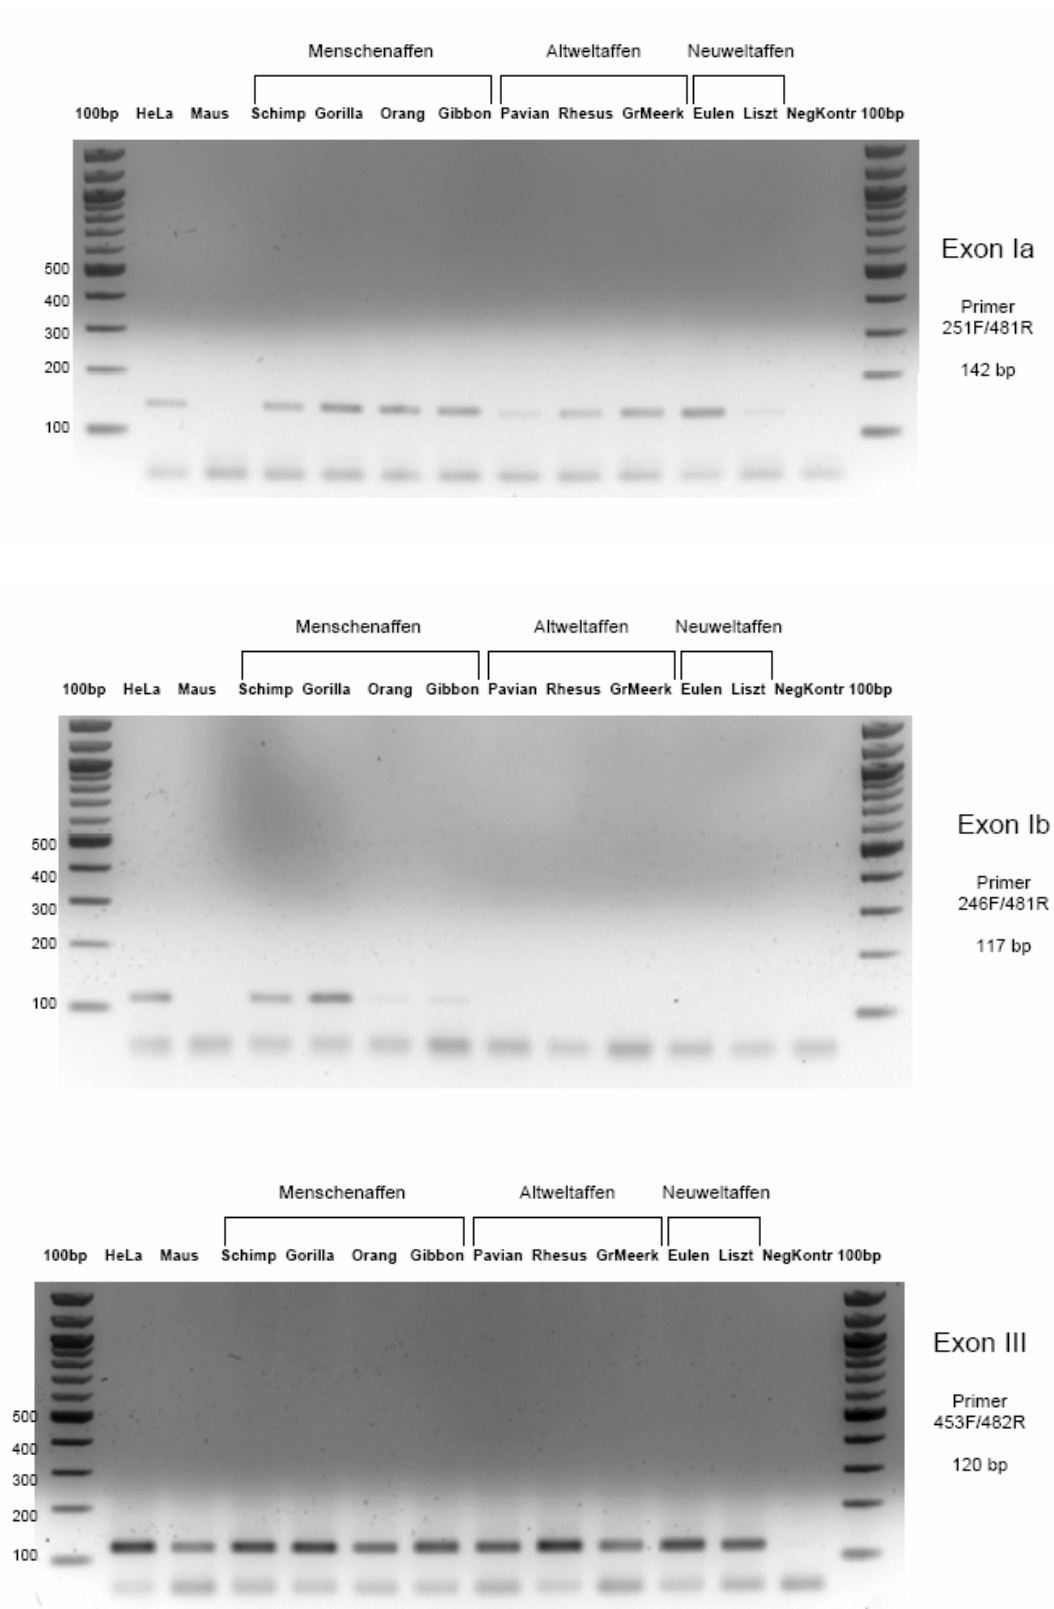 Menschenaffen Altweltaffen Neuweltaffen
100bp HeLa Maus Schimp Gorilla Orang Gibbon Pavian Rhesus GrMeerk Eulen Liszt NegKontr 100bp
500
400
300
200
100
Exon Ia
Primer
251F/481R
142 bp
Menschenaffen Altweltaffen Neuweltaffen
100bp HeLa Maus Schimp Gorilla Orang Gibbon Pavian Rhesus GrMeerk Eulen Liszt NegKontr 100bp
500
400
300
200
100
Exon Ib
Primer
246F/481R
117 bp
Menschenaffen Altweltaffen Neuweltaffen
100bp HeLa Maus Schimp Gorilla Orang Gibbon Pavian Rhesus GrMeerk Eulen Liszt NegKontr 100bp
500
400
300
200
100
Exon III
Primer
453F/482R
120 bp